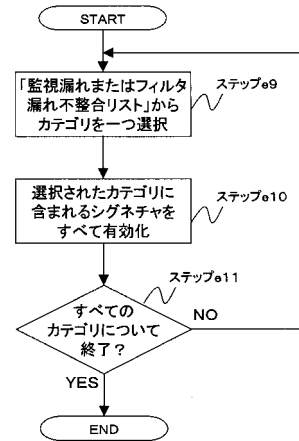 START
「監視漏れまたはフィルタ
漏れ不整合リスト」から
カテゴリを一つ選択
ステップe9
選択されたカテゴリに
含まれるシグネチャを
すべて有効化
ステップe10
ステップe11
すべての
カテゴリについて
終了？
NO
YES
END